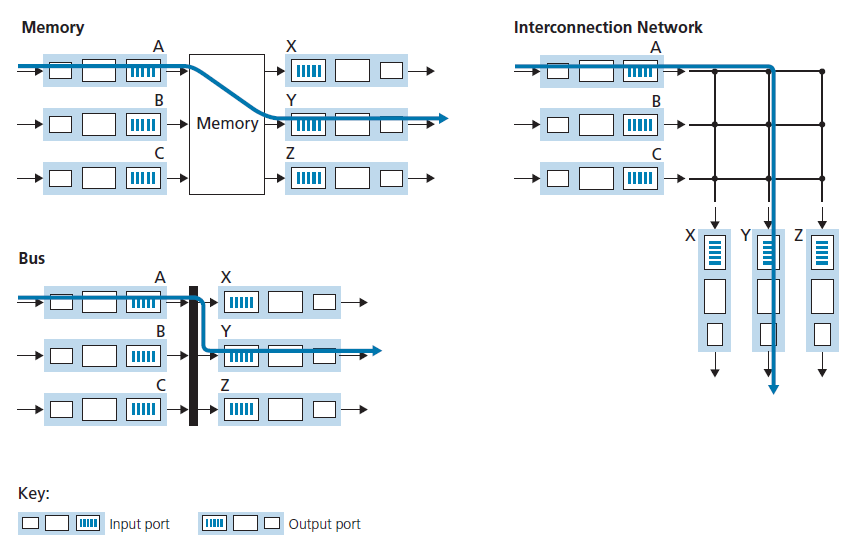 Memory
A
X
B
Memory
Y
C
Z
Interconnection Network
A
B
C
X
Y
Z
Bus
A
X
B
Y
C
Z
Key:
Input port
Output port